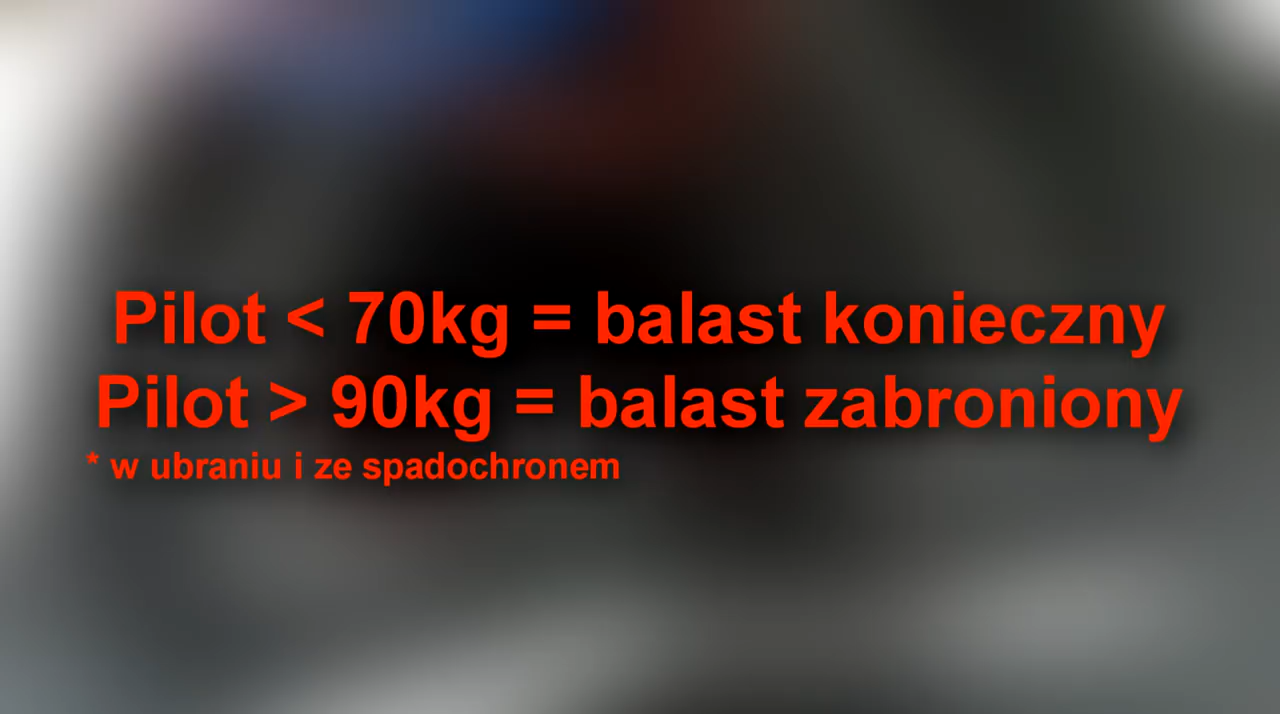 Pilot < 70kg = balast konieczny
Pilot > 90kg = balast zabroniony
* w ubraniu i ze spadochronem